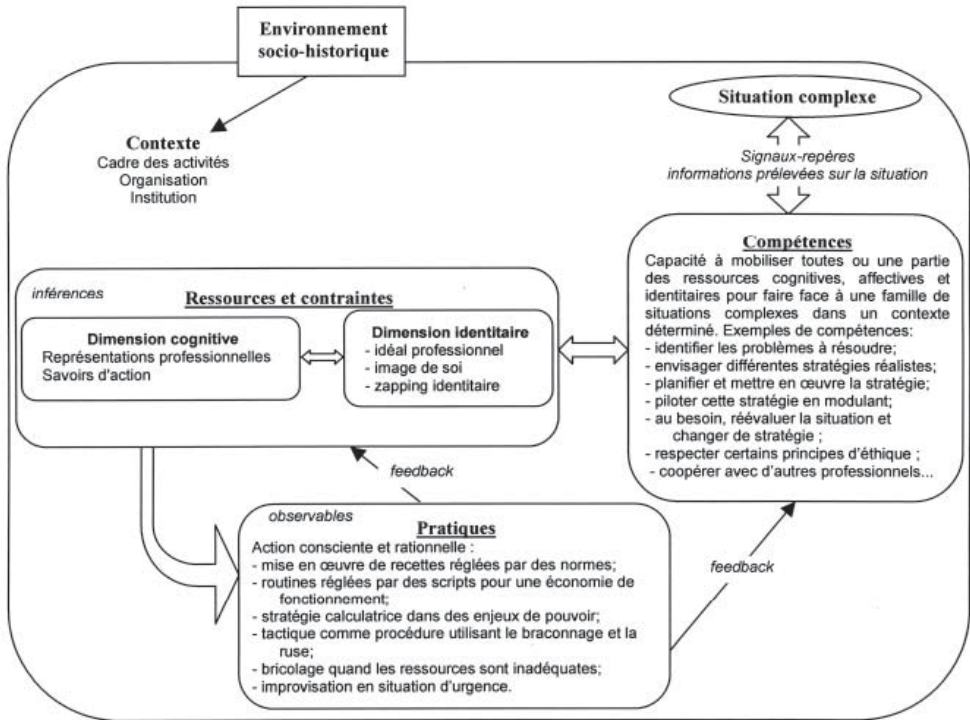 Environnement
socio-historique
Situation complexe
Contexte
Cadre des activités
Organisation
Institution
Signaux-repères
informations prélevées sur la situation
inférences
Ressources et contraintes
Dimension cognitive
Représentations professionnelles
Savoirs d'action
Dimension identitaire
- idéal professionnel
- image de soi
- zapping identitaire
Compétences
Capacité à mobiliser toutes ou une partie
des ressources cognitives, affectives et
identitaires pour faire face à une famille de
situations complexes dans un contexte
déterminé. Exemples de compétences:
- identifier les problèmes à résoudre;
- envisager différentes stratégies réalistes;
- planifier et mettre en œuvre la stratégie;
- piloter cette stratégie en modulant;
- au besoin, réévaluer la situation et
changer de stratégie ;
- respecter certains principes d'éthique ;
- coopérer avec d'autres professionnels...
feedback
observables
Pratiques
Action consciente et rationnelle :
- mise en œuvre de recettes réglées par des normes;
- routines réglées par des scripts pour une économie de
fonctionnement;
- stratégie calculatrice dans des enjeux de pouvoir;
- tactique comme procédure utilisant le braconnage et la
ruse;
- bricolage quand les ressources sont inadéquates;
- improvisation en situation d'urgence.
feedback